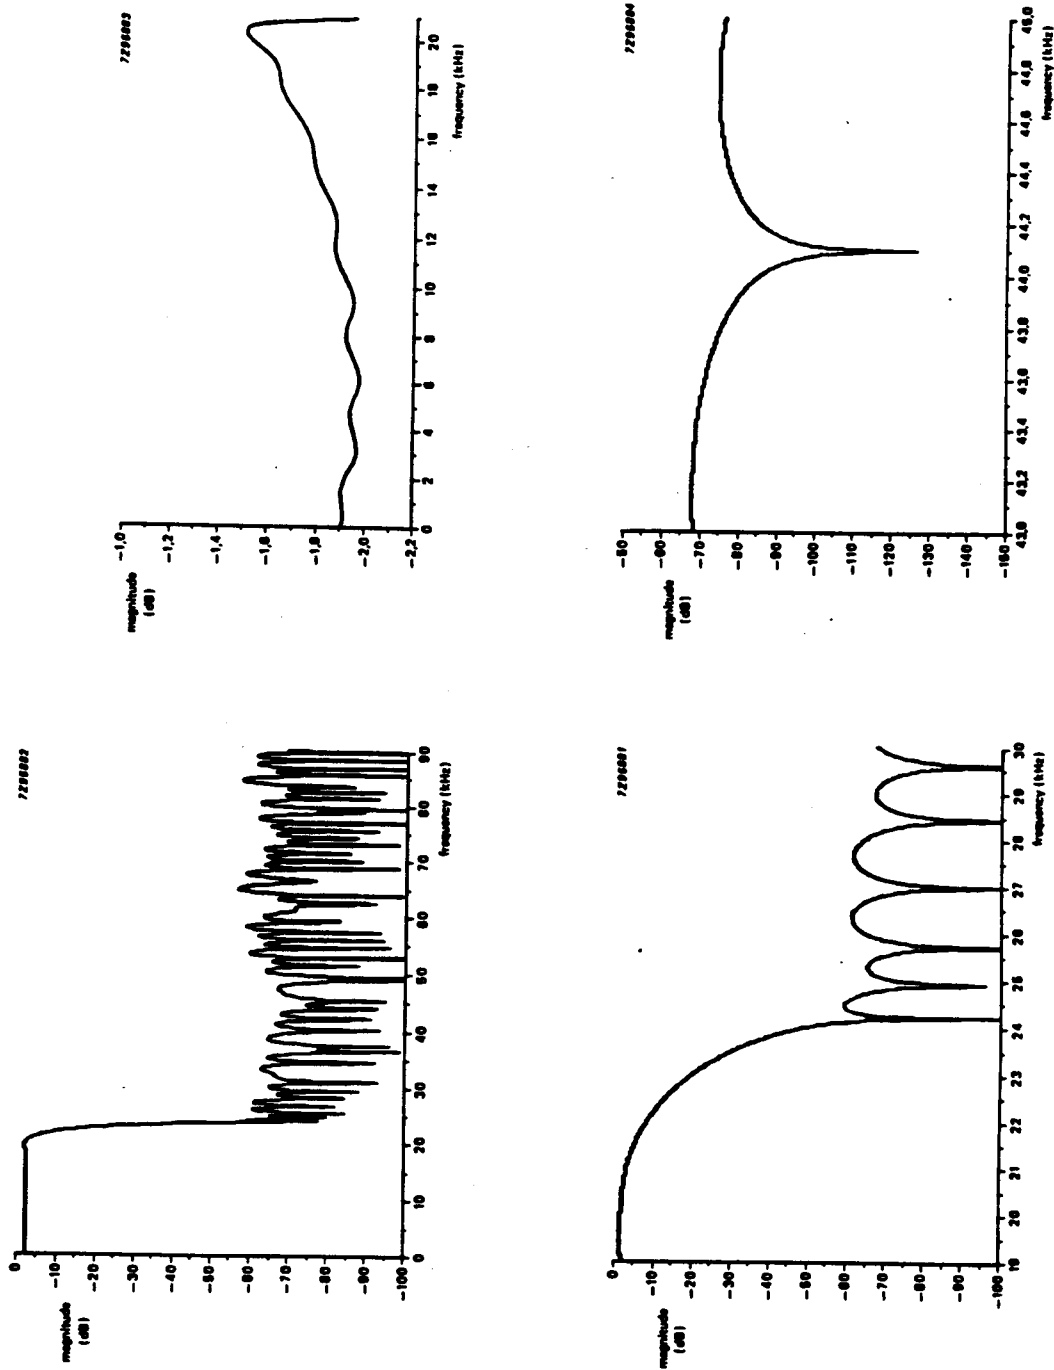 7Z96802
magnitude
(dB)
0
-10
-20
-30
-40
-50
-60
-70
-80
-90
-100
0 10 20 30 40 50 60 70 80 90
frequency (kHz)
7Z96803
magnitude
(dB)
-1,0
-1,2
-1,4
-1,6
-1,8
-2,0
-2,2
0 2 4 6 8 10 12 14 16 18 20
frequency (kHz)
7Z96801
magnitude
(dB)
0
-10
-20
-30
-40
-50
-60
-70
-80
-90
-100
19 20 21 22 23 24 25 26 27 28 29 30
frequency (kHz)
7Z96804
magnitude
(dB)
-50
-60
-70
-80
-90
-100
-110
-120
-130
-140
-150
43,0 43,2 43,4 43,6 43,8 44,0 44,2 44,4 44,6 44,8 45,0
frequency (kHz)